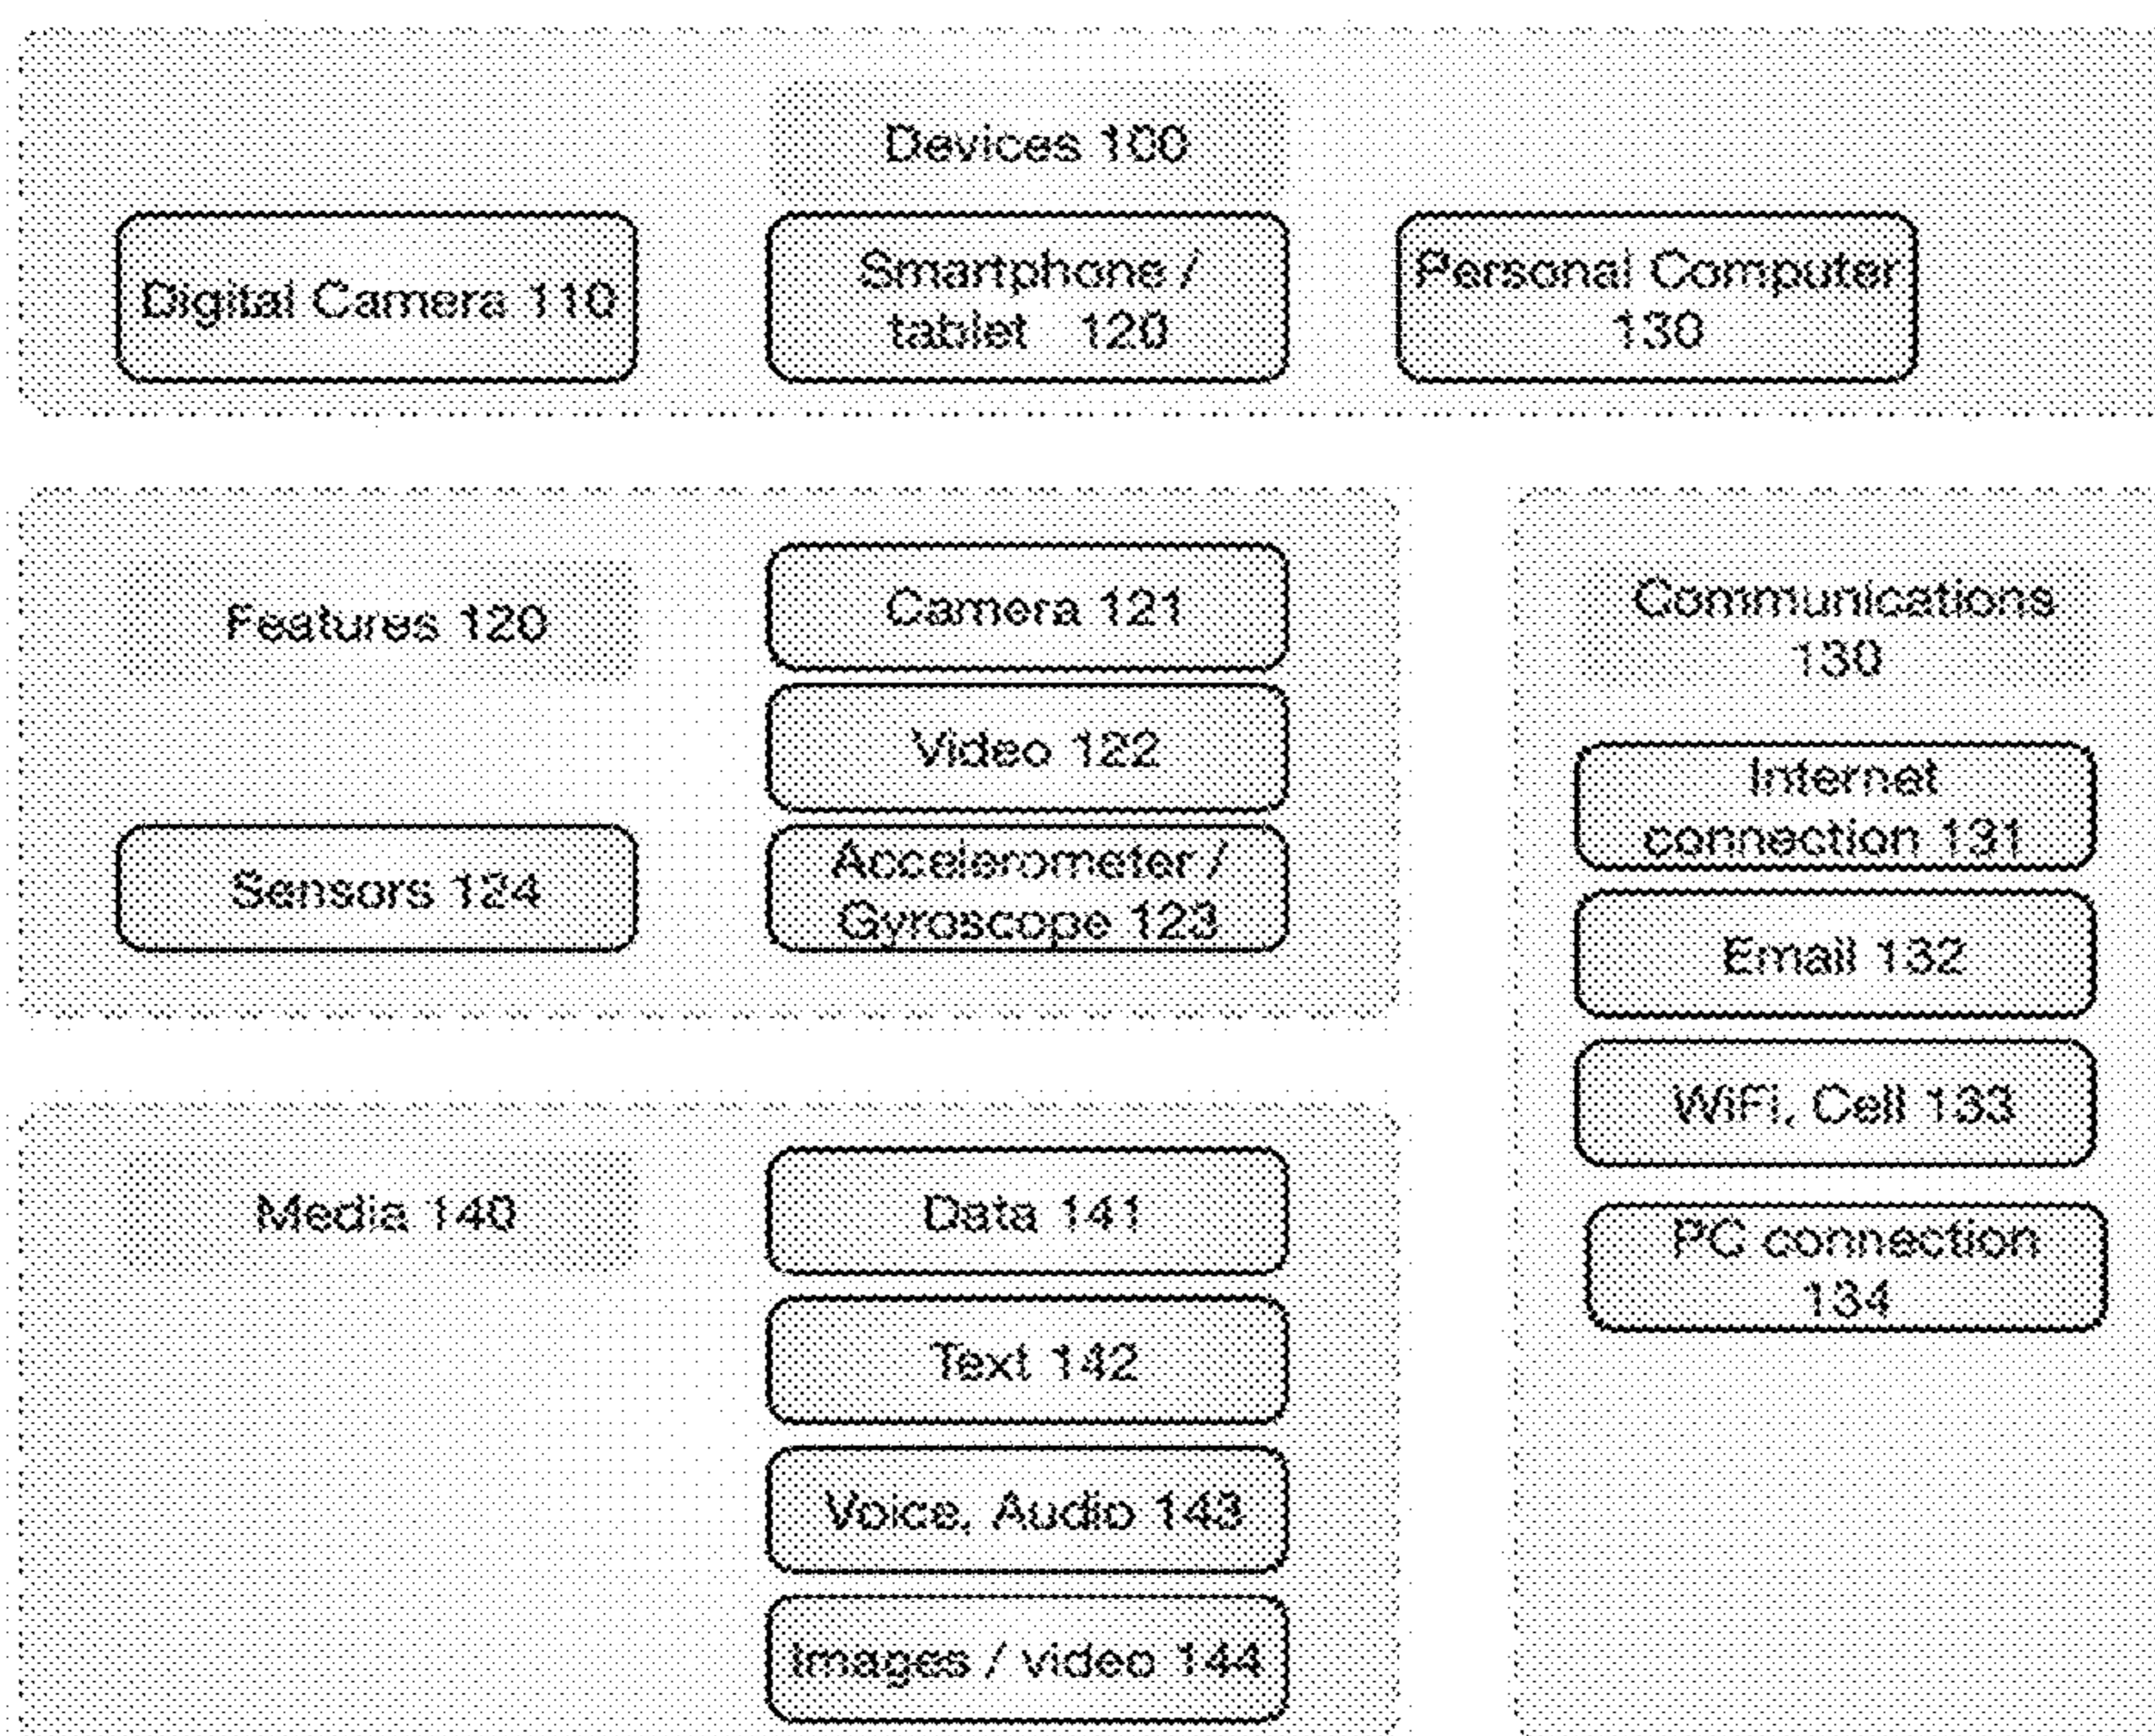 Devices 100
Digital Camera 110
Smartphone /
tablet 120
Personal Computer
130
Features 120
Camera 121
Video 122
Accelerometer /
Gyroscope 123
Sensors 124
Communications
130
Internet
connection 131
Email 132
WiFi, Cell 133
PC connection
134
Media 140
Data 141
Text 142
Voice, Audio 143
Images / video 144